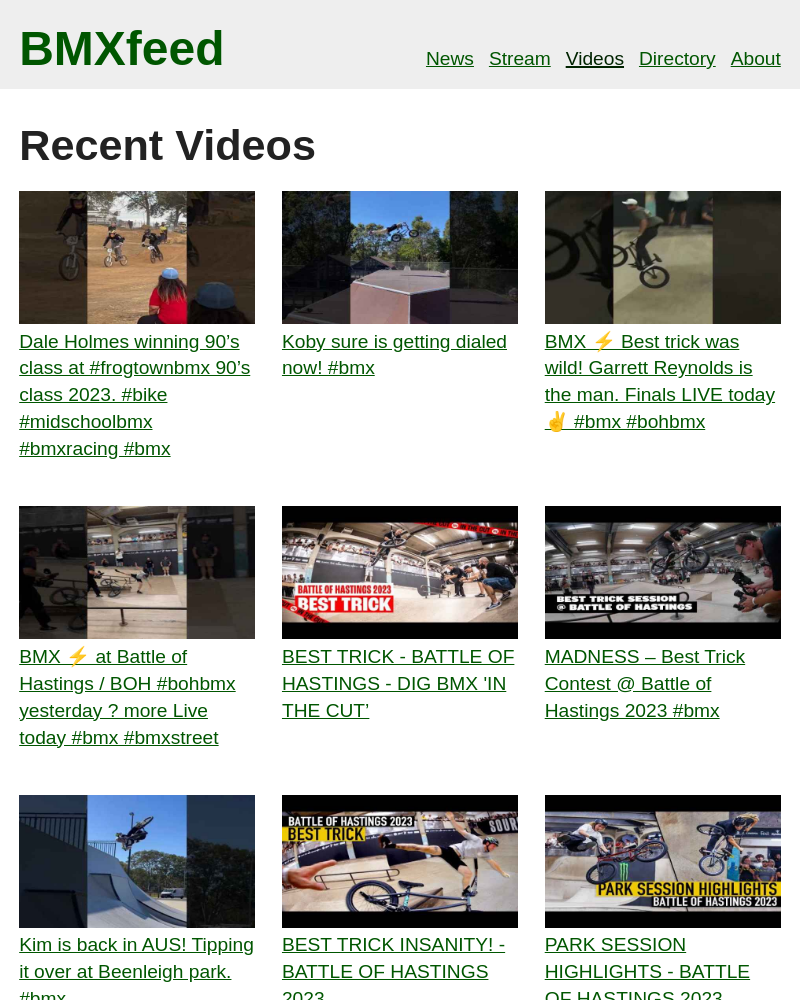 BMXfeed
News Stream Videos Directory About
Recent Videos
Dale Holmes winning 90’s
class at #frogtownbmx 90’s
class 2023. #bike
#midschoolbmx
#bmxracing #bmx
Koby sure is getting dialed
now! #bmx
BMX ⚡ Best trick was
wild! Garrett Reynolds is
the man. Finals LIVE today
✌️ #bmx #bohbmx
IN THE CUT
BATTLE OF HASTINGS 2023
BEST TRICK
BEST TRICK SESSION
@ BATTLE OF HASTINGS
BMX ⚡ at Battle of
Hastings / BOH #bohbmx
yesterday ? more Live
today #bmx #bmxstreet
BEST TRICK - BATTLE OF
HASTINGS - DIG BMX 'IN
THE CUT’
MADNESS – Best Trick
Contest @ Battle of
Hastings 2023 #bmx
BATTLE OF HASTINGS 2023
BEST TRICK
SOUR
PARK SESSION HIGHLIGHTS
BATTLE OF HASTINGS 2023
Kim is back in AUS! Tipping
it over at Beenleigh park.
#bmx
BEST TRICK INSANITY! -
BATTLE OF HASTINGS
2023
PARK SESSION
HIGHLIGHTS - BATTLE
OF HASTINGS 2023